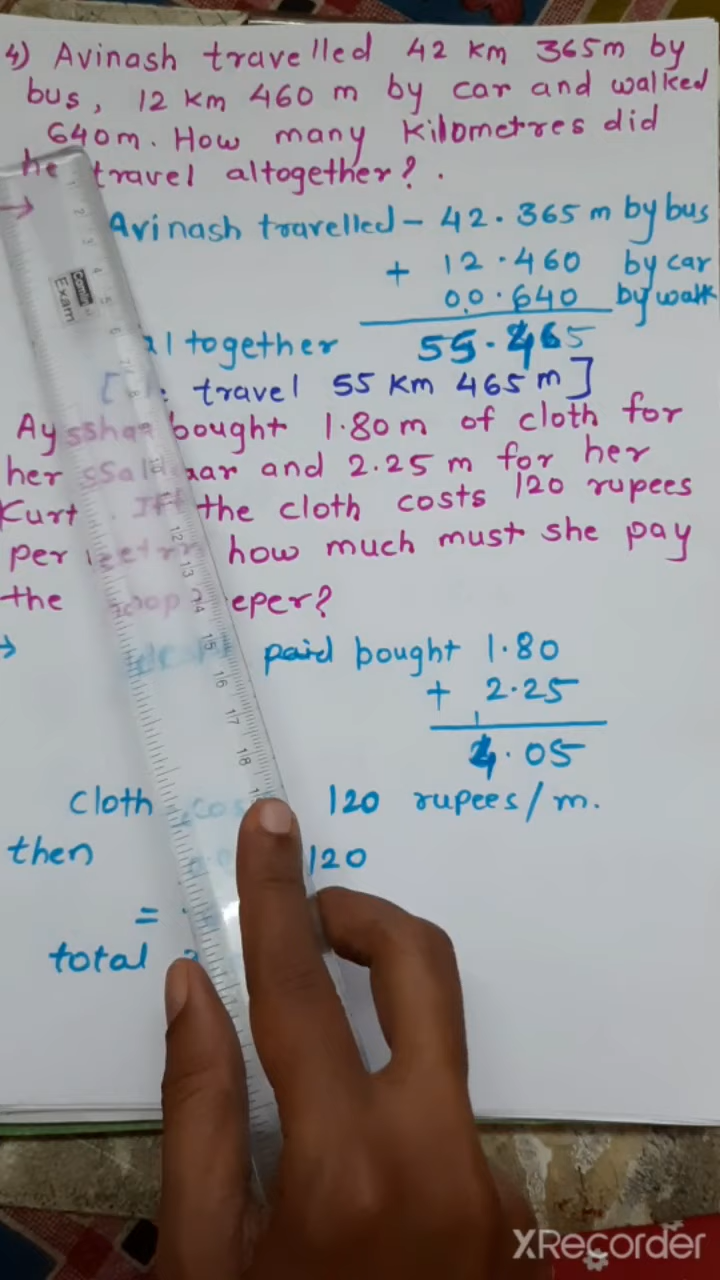 4) Avinash travelled 42 km 365m by
bus, 12 km 460 m by car and walked
640m. How many kilometres did
he travel altogether?.
→ Avinash travelled - 42.365 m by bus
+ 12.460 by car
00.640 by walk
al together 55.465
travel 55 km 465 m]
bought 1.80m of cloth for
her and 2.25 m for her
Kurt the cloth costs 120 rupees
per how much must she pay
the eper?
→ paid bought 1.80
+ 2.25
4.05
cloth 120 rupees/m.
then 120
=
total
Exam
XRecorder